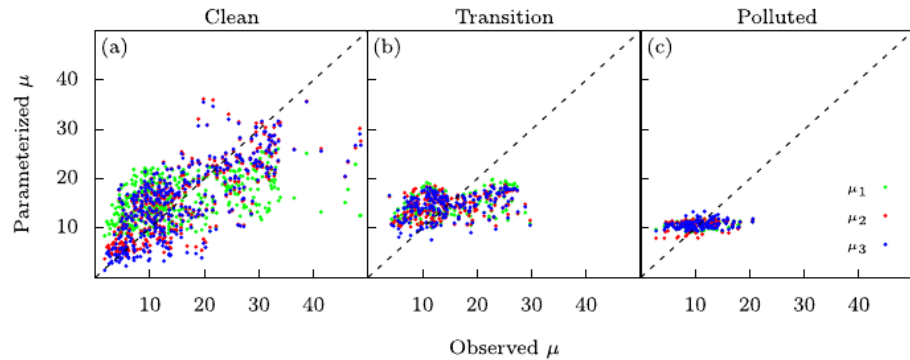 Clean Transition Polluted
(a) (b) (c)
40
30
20
10
Parameterized μ
μ1
μ2
μ3
10 20 30 40 10 20 30 40 10 20 30 40
Observed μ